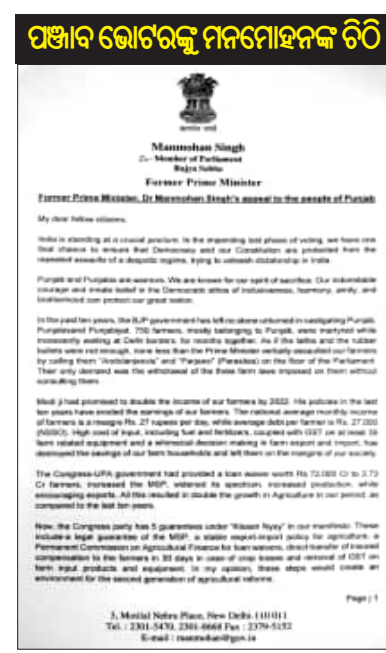 ପଞ୍ଜାବ ଭୋଟରଙ୍କୁ ମନମୋହନଙ୍କ ଚିଠି
Manmohan Singh
Ex- Member of Parliament
Rajya Sabha
Former Prime Minister
Former Prime Minister, Dr Manmohan Singh's appeal to the people of Punjab
My dear fellow citizens,
India is standing at a crucial juncture. In the impending last phase of voting, we have one
final chance to ensure that Democracy and our Constitution are protected from the
repeated assaults of a despotic regime, trying to unleash dictatorship in India.
Punjab and Punjabis are warriors. We are known for our spirit of sacrifice. Our indomitable
courage and innate belief in the Democratic ethos of inclusiveness, harmony, amity, and
brotherhood can protect our great nation.
In the past ten years, the BJP government has left no stone unturned in castigating Punjab,
Punjabis and Punjabiyat. 750 farmers, mostly belonging to Punjab, were martyred while
incessantly waiting at Delhi borders, for months together. As if the lathis and the rubber
bullets were not enough, none less than the Prime Minister verbally assaulted our farmers
by calling them "Andolanjeevis" and "Parjeevi" (Parasites) on the floor of the Parliament.
Their only demand was the withdrawal of the three farm laws imposed on them without
consulting them.
Modi ji had promised to double the income of our farmers by 2022. His policies in the last
ten years have eroded the earnings of our farmers. The national average monthly income
of farmers is a meagre Rs. 27 rupees per day, while average debt per farmer is Rs. 27,000
(NSSO). High cost of input, including fuel and fertilizers, coupled with GST on at least 35
farm related equipment and a whimsical decision making in farm export and import, has
destroyed the savings of our farm households and left them on the margins of our society.
The Congress-UPA government had provided a loan waiver worth Rs 72,000 Cr to 3.73
Cr farmers, increased the MSP, widened its spectrum, increased production, while
encouraging exports. All this resulted in double the growth in Agriculture in our period, as
compared to the last ten years.
Now, the Congress party has 5 guarantees under "Kisaan Nyay" in our manifesto. These
include a legal guarantee of the MSP, a stable export-import policy for agriculture, a
Permanent Commission on Agricultural Finance for loan waivers, direct transfer of insured
compensation to the farmers in 30 days in case of crop losses and removal of GST on
farm input products and equipment. In my opinion, these steps would create an
environment for the second generation of agricultural reforms.
Page | 1
3, Motilal Nehru Place, New Delhi-110 011
Tel. : 2301-5470, 2301-8668 Fax : 2379-5152
E-mail : manmohan@gov.in